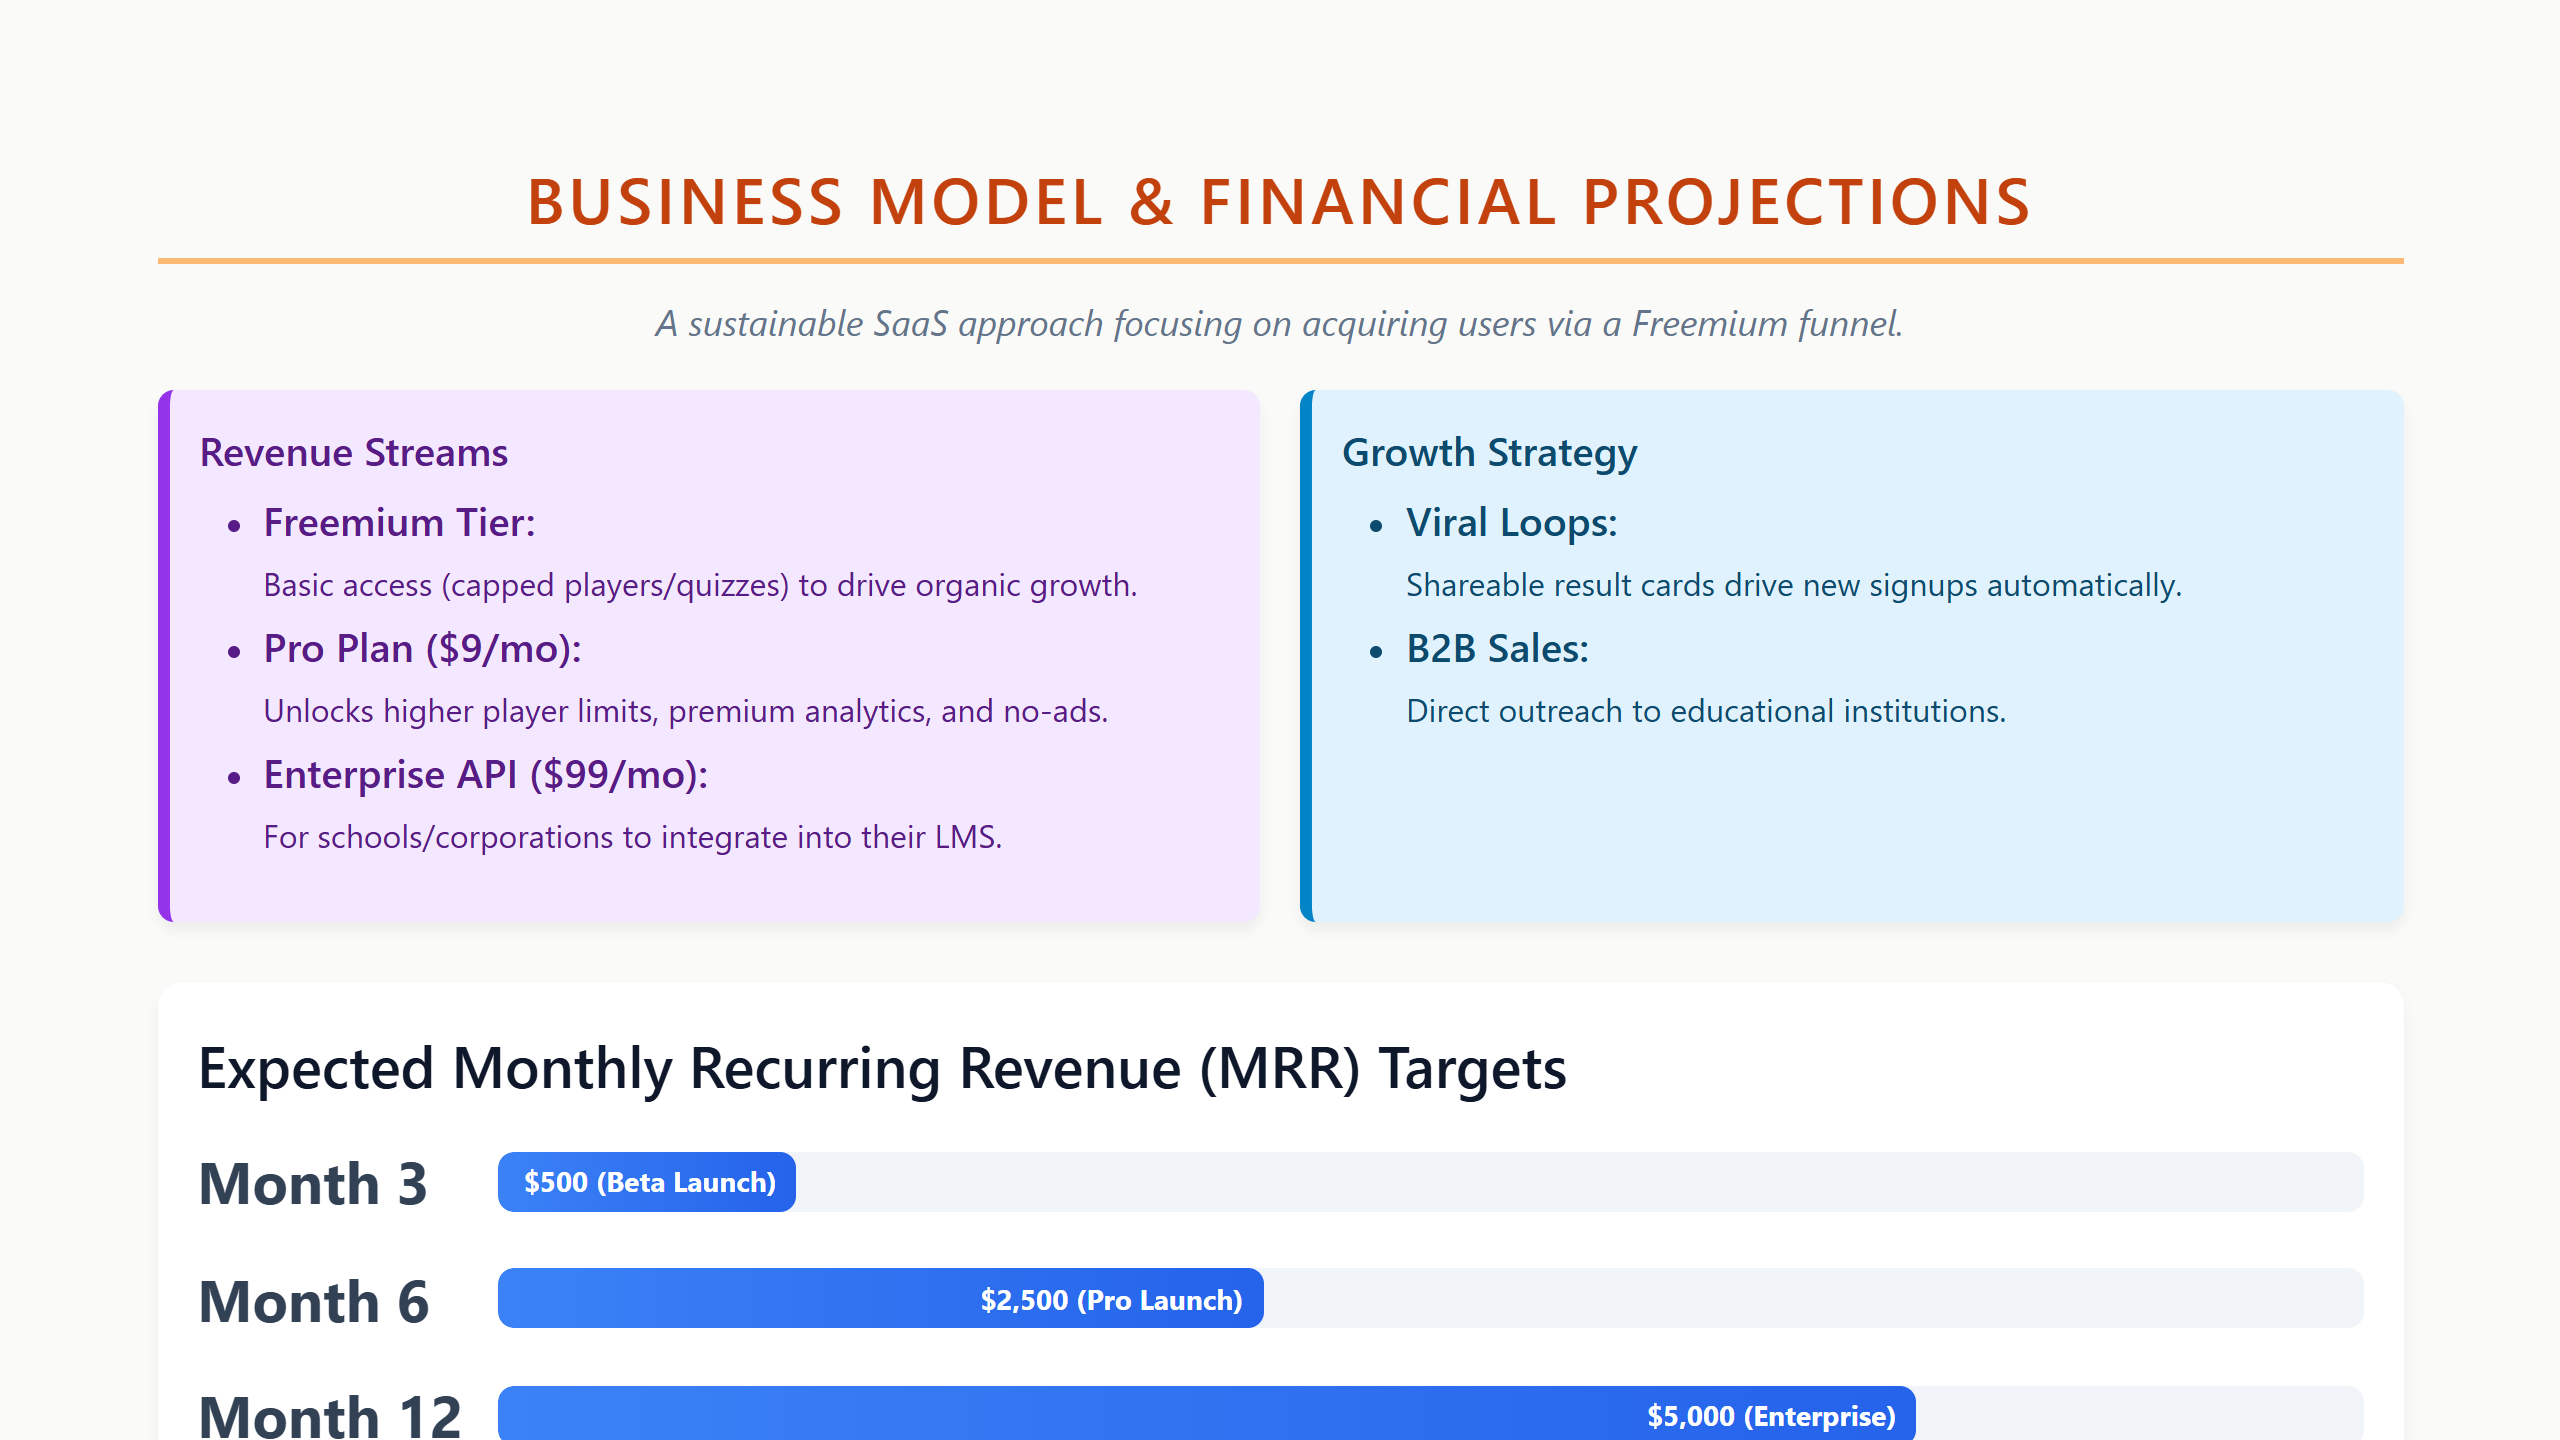 BUSINESS MODEL & FINANCIAL PROJECTIONS
A sustainable SaaS approach focusing on acquiring users via a Freemium funnel.
Revenue Streams
• Freemium Tier:
Basic access (capped players/quizzes) to drive organic growth.
• Pro Plan ($9/mo):
Unlocks higher player limits, premium analytics, and no-ads.
• Enterprise API ($99/mo):
For schools/corporations to integrate into their LMS.
Growth Strategy
• Viral Loops:
Shareable result cards drive new signups automatically.
• B2B Sales:
Direct outreach to educational institutions.
Expected Monthly Recurring Revenue (MRR) Targets
Month 3 $500 (Beta Launch)
Month 6 $2,500 (Pro Launch)
Month 12 $5,000 (Enterprise)